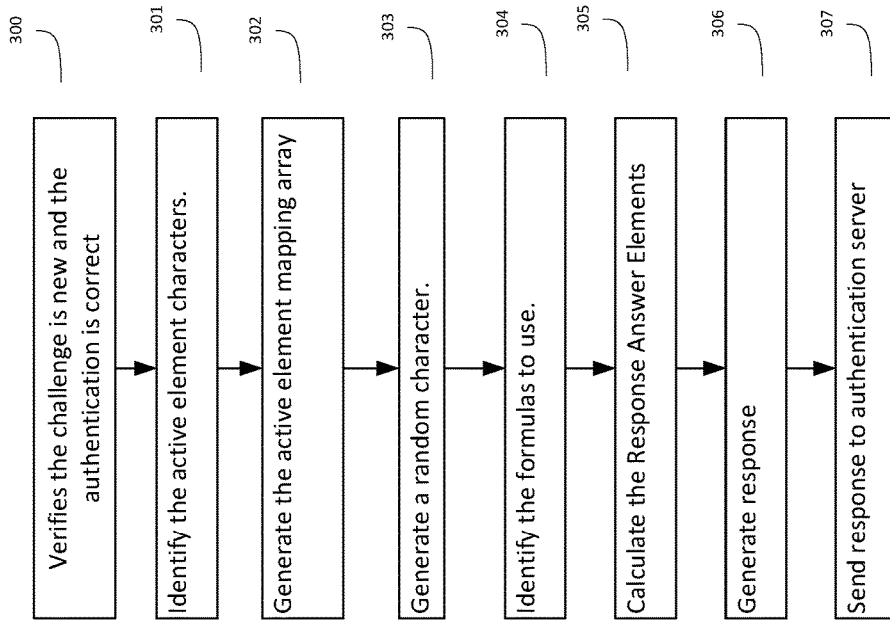 300
Verifies the challenge is new and the
authentication is correct
301
Identify the active element characters.
302
Generate the active element mapping array
303
Generate a random character.
304
Identify the formulas to use.
305
Calculate the Response Answer Elements
306
Generate response
307
Send response to authentication server